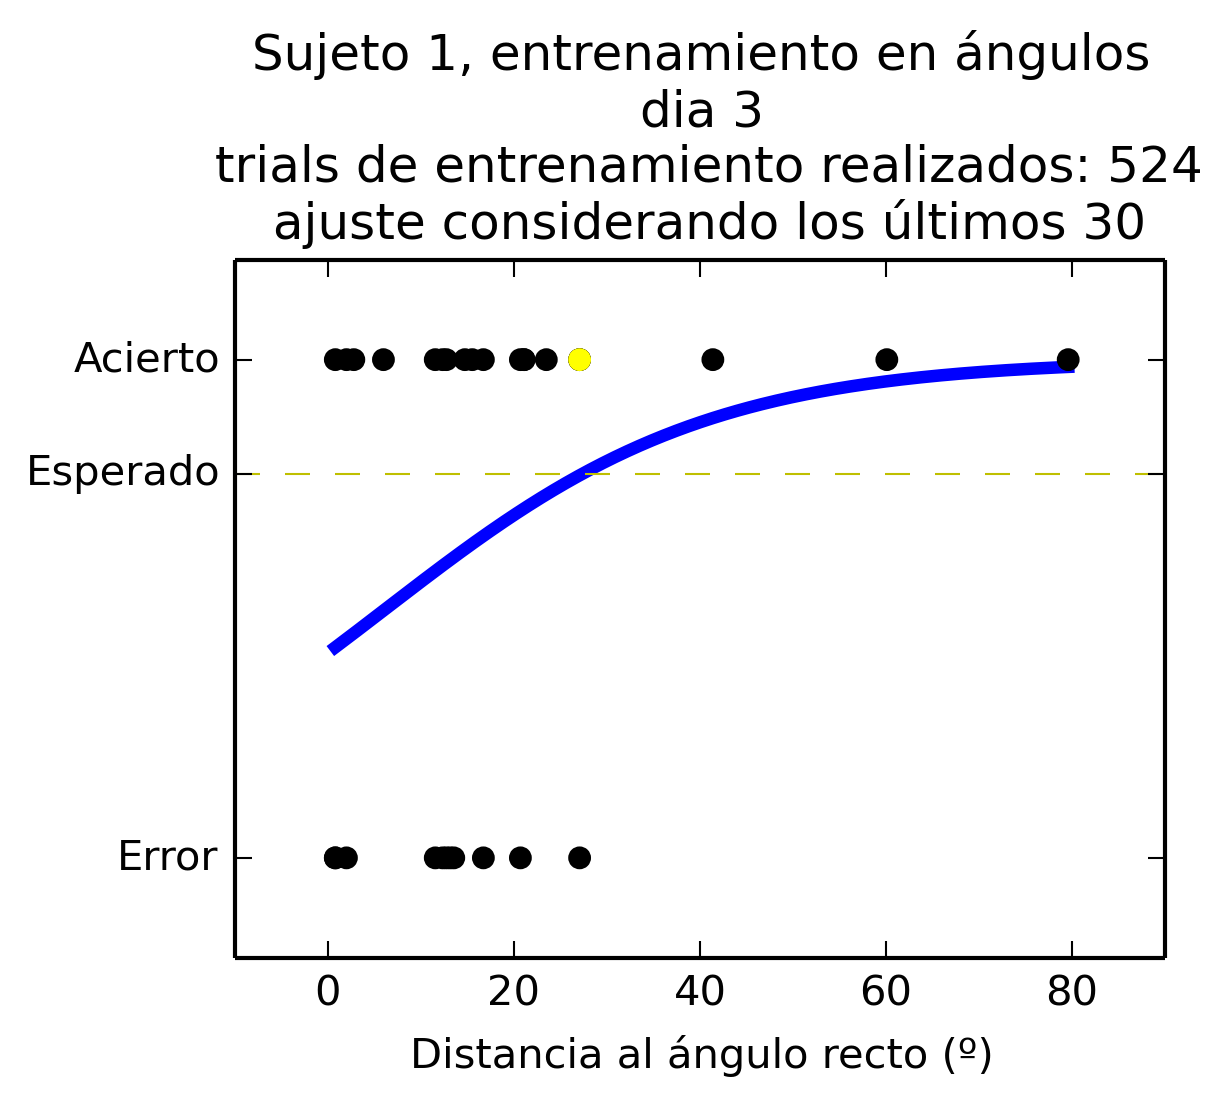 Sujeto 1, entrenamiento en ángulos
dia 3
trials de entrenamiento realizados: 524
ajuste considerando los últimos 30
Acierto
Esperado
Error
0 20 40 60 80
Distancia al ángulo recto (º)